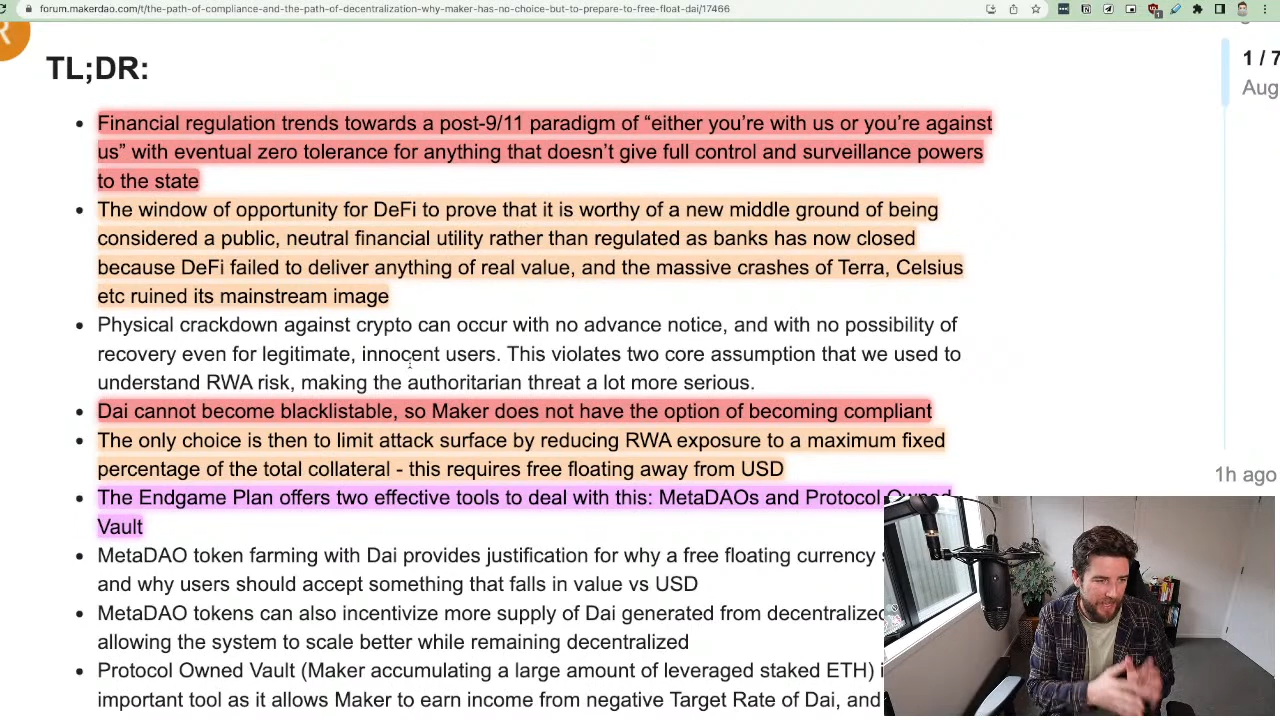 forum.makerdao.com/t/the-path-of-compliance-and-the-path-of-decentralization-why-maker-has-no-choice-but-to-prepare-to-free-float-dai/17466
R
TL;DR:
1 / 7
Aug
• Financial regulation trends towards a post-9/11 paradigm of “either you’re with us or you’re against
us” with eventual zero tolerance for anything that doesn’t give full control and surveillance powers
to the state
• The window of opportunity for DeFi to prove that it is worthy of a new middle ground of being
considered a public, neutral financial utility rather than regulated as banks has now closed
because DeFi failed to deliver anything of real value, and the massive crashes of Terra, Celsius
etc ruined its mainstream image
• Physical crackdown against crypto can occur with no advance notice, and with no possibility of
recovery even for legitimate, innocent users. This violates two core assumption that we used to
understand RWA risk, making the authoritarian threat a lot more serious.
• Dai cannot become blacklistable, so Maker does not have the option of becoming compliant
• The only choice is then to limit attack surface by reducing RWA exposure to a maximum fixed
percentage of the total collateral - this requires free floating away from USD
1h ago
• The Endgame Plan offers two effective tools to deal with this: MetaDAOs and Protocol Owned
Vault
• MetaDAO token farming with Dai provides justification for why a free floating currency
and why users should accept something that falls in value vs USD
• MetaDAO tokens can also incentivize more supply of Dai generated from decentralized
allowing the system to scale better while remaining decentralized
• Protocol Owned Vault (Maker accumulating a large amount of leveraged staked ETH)
important tool as it allows Maker to earn income from negative Target Rate of Dai, and